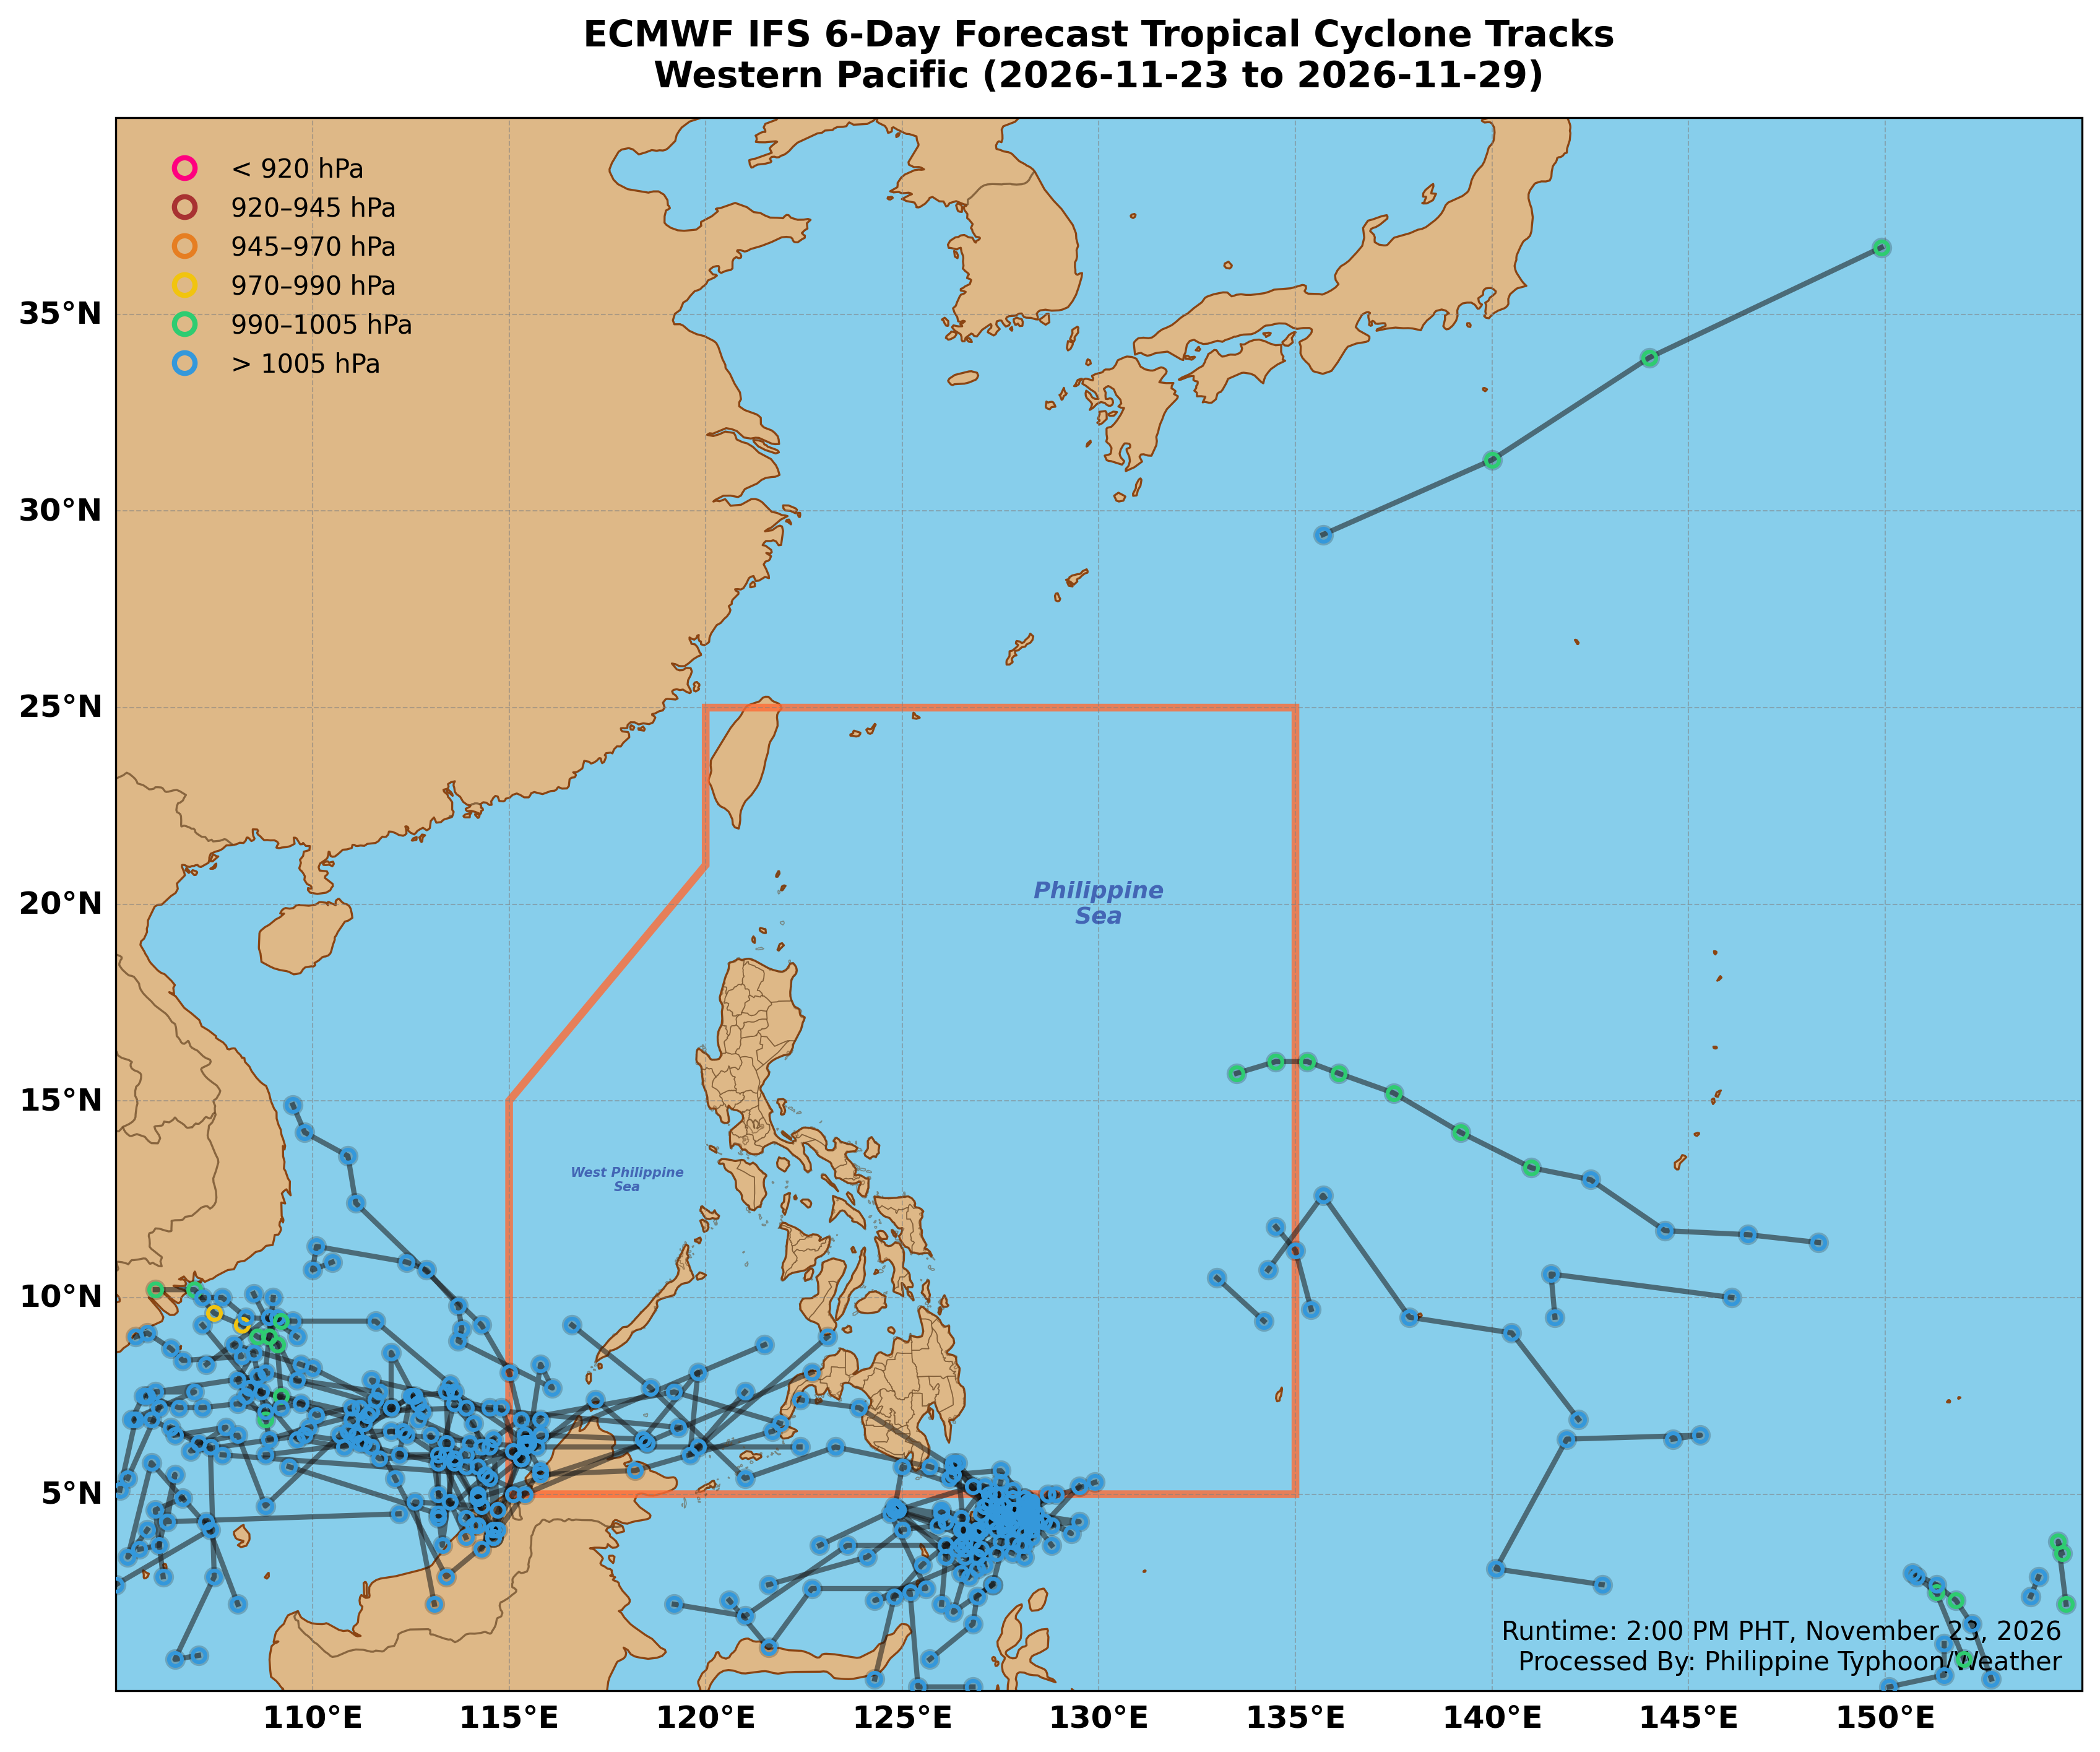 ECMWF IFS 6-Day Forecast Tropical Cyclone Tracks
Western Pacific (2026-11-23 to 2026-11-29)
< 920 hPa
920–945 hPa
945–970 hPa
970–990 hPa
990–1005 hPa
> 1005 hPa
35°N
30°N
25°N
20°N
15°N
10°N
5°N
Philippine
Sea
West Philippine
Sea
Runtime: 2:00 PM PHT, November 23, 2026
Processed By: Philippine Typhoon/Weather
110°E
115°E
120°E
125°E
130°E
135°E
140°E
145°E
150°E